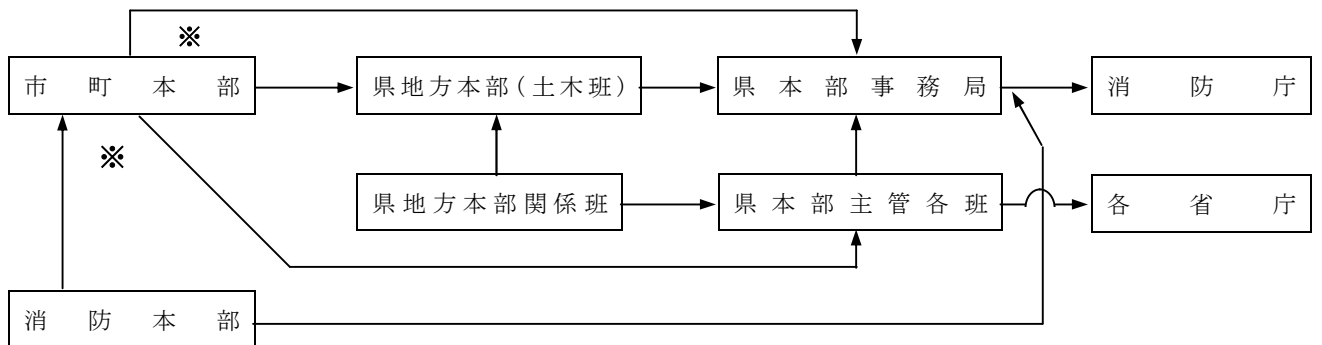 ※
市町本部
県地方本部(土木班)
県本部事務局
消防庁
※
県地方本部関係班
県本部主管各班
各省庁
消防本部